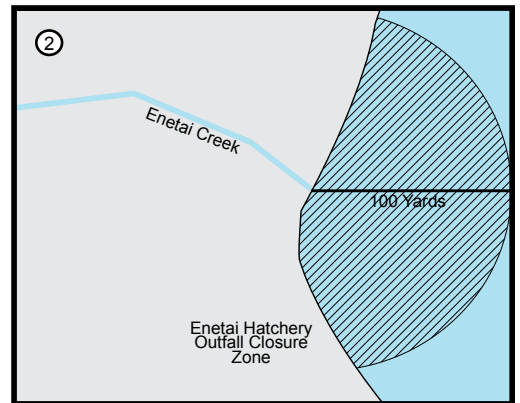 2
Enetai Creek
100 Yards
Enetai Hatchery
Outfall Closure
Zone